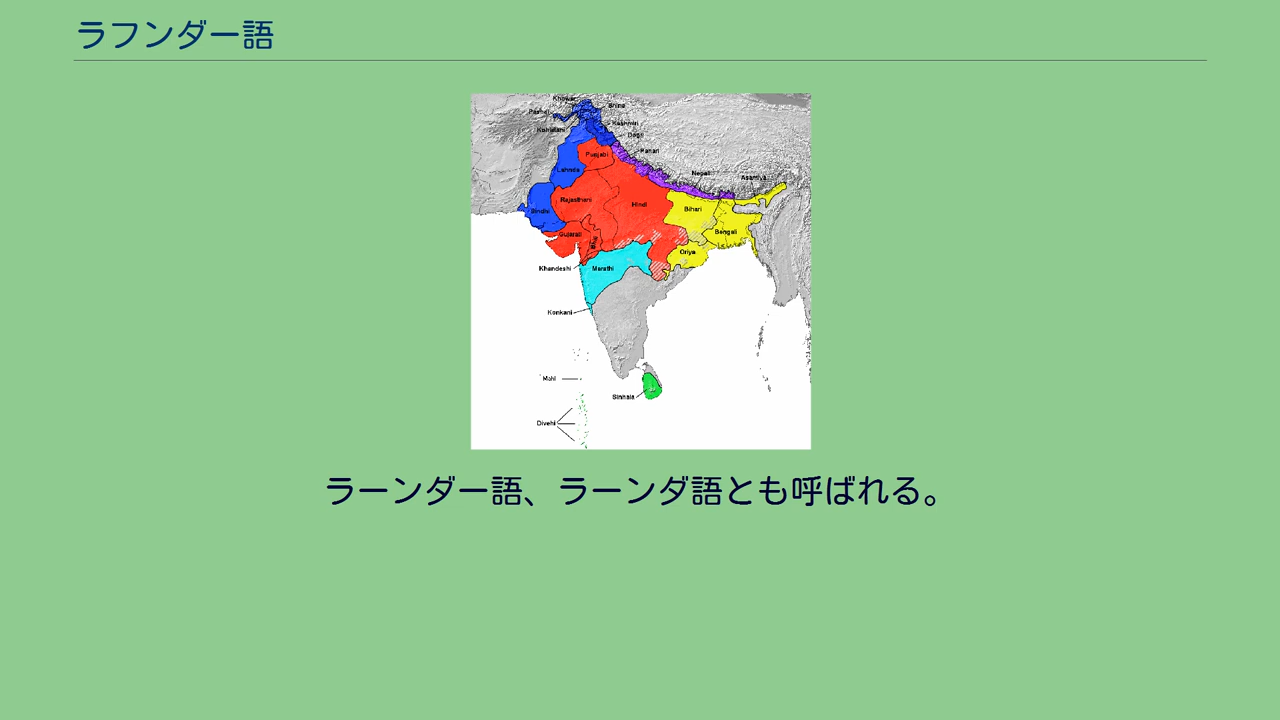 ラフンダー語
Khowar
Shina
Pashai
Kashmiri
Kohistani
Dogri
Punjabi
Pahari
Lahnda
Nepali
Asamiya
Rajasthani
Hindi
Bihari
Sindhi
Gujarati
Bhili
Bengali
Oriya
Khandeshi
Marathi
Konkani
Mahl
Sinhala
Divehi
ラーンダー語、ラーンダ語とも呼ばれる。